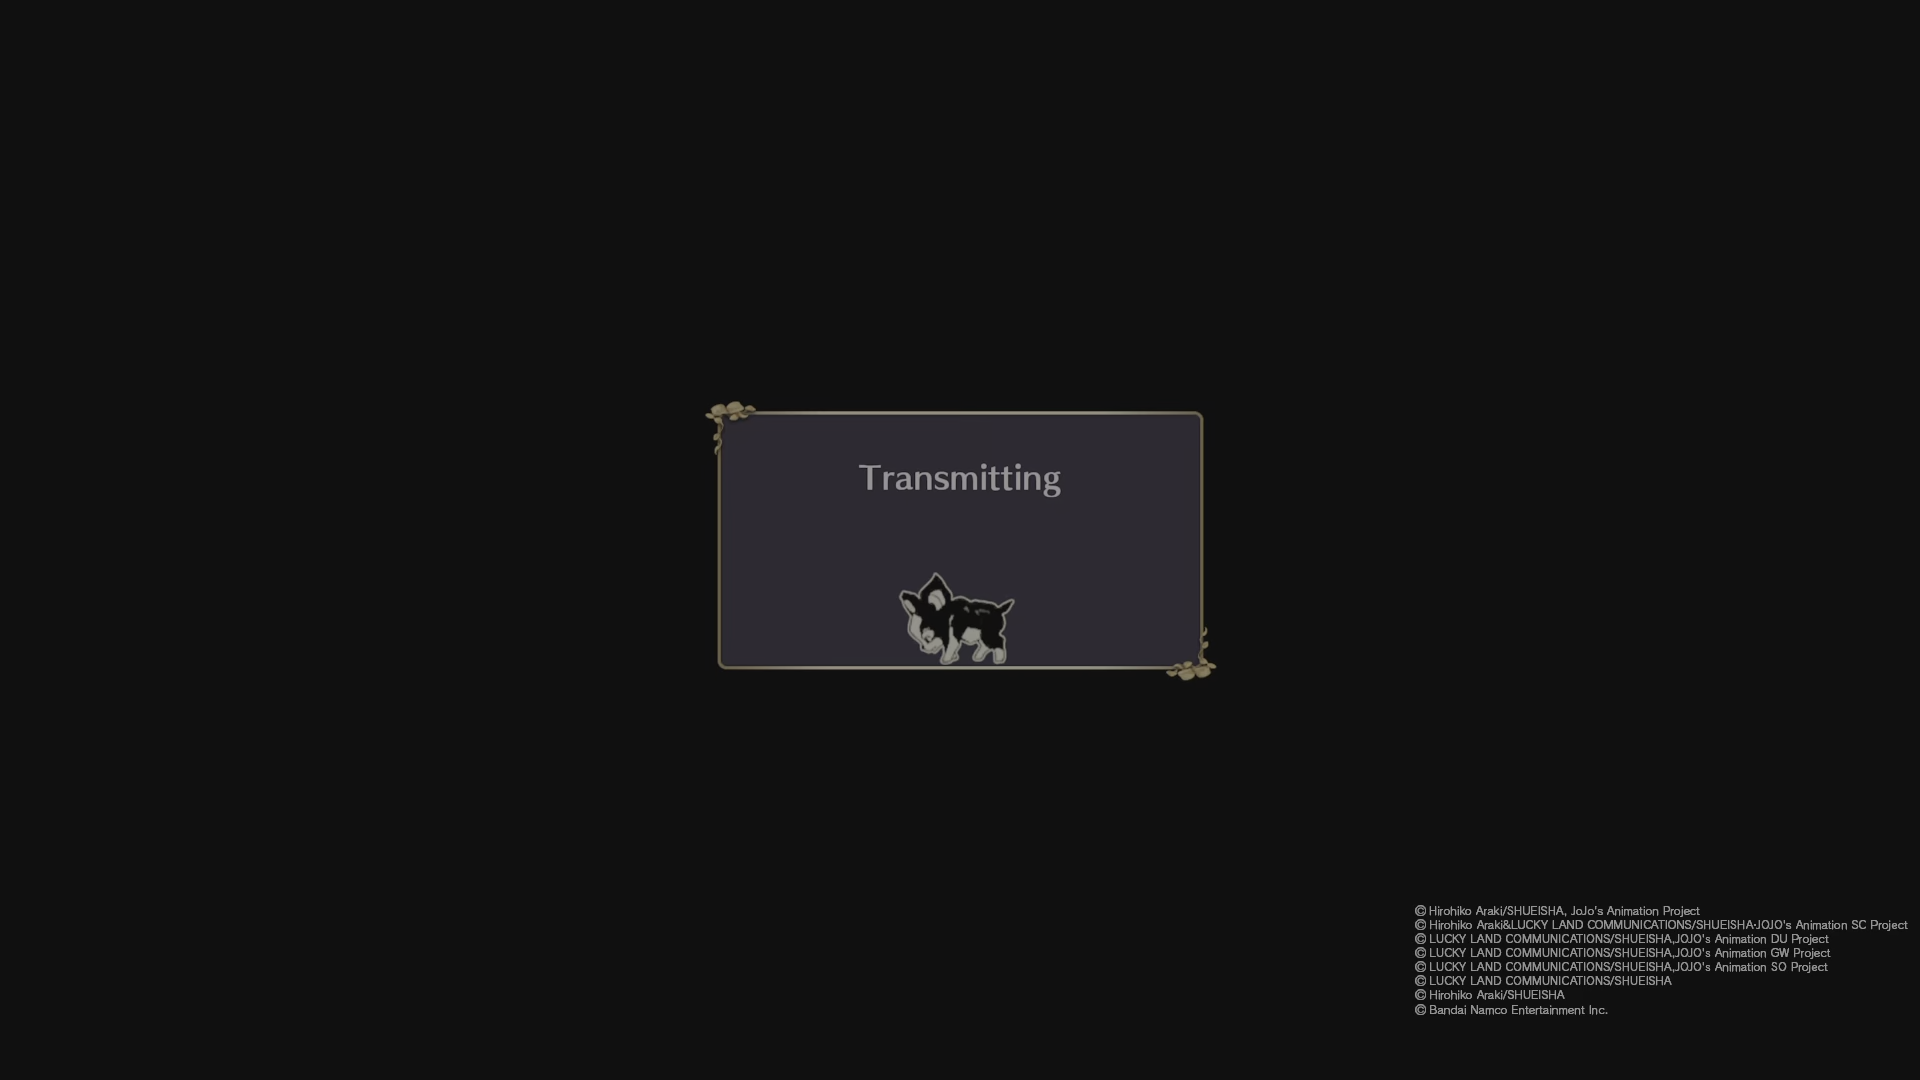 Transmitting
© Hirohiko Araki/SHUEISHA, JoJo's Animation Project
© Hirohiko Araki&LUCKY LAND COMMUNICATIONS/SHUEISHA·JOJO's Animation SC Project
© LUCKY LAND COMMUNICATIONS/SHUEISHA,JOJO's Animation DU Project
© LUCKY LAND COMMUNICATIONS/SHUEISHA,JOJO's Animation GW Project
© LUCKY LAND COMMUNICATIONS/SHUEISHA,JOJO's Animation SO Project
© LUCKY LAND COMMUNICATIONS/SHUEISHA
© Hirohiko Araki/SHUEISHA
© Bandai Namco Entertainment Inc.